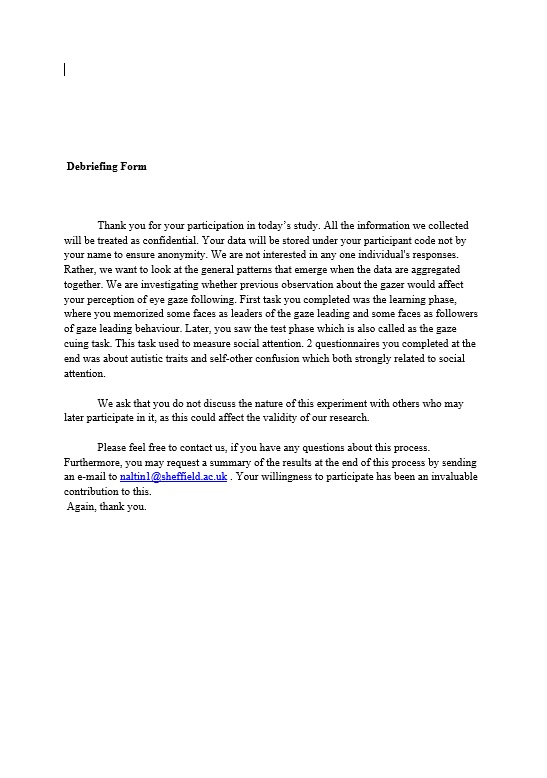 Debriefing Form
Thank you for your participation in today’s study. All the information we collected
will be treated as confidential. Your data will be stored under your participant code not by
your name to ensure anonymity. We are not interested in any one individual's responses.
Rather, we want to look at the general patterns that emerge when the data are aggregated
together. We are investigating whether previous observation about the gazer would affect
your perception of eye gaze following. First task you completed was the learning phase,
where you memorized some faces as leaders of the gaze leading and some faces as followers
of gaze leading behaviour. Later, you saw the test phase which is also called as the gaze
cuing task. This task used to measure social attention. 2 questionnaires you completed at the
end was about autistic traits and self-other confusion which both strongly related to social
attention.
We ask that you do not discuss the nature of this experiment with others who may
later participate in it, as this could affect the validity of our research.
Please feel free to contact us, if you have any questions about this process.
Furthermore, you may request a summary of the results at the end of this process by sending
an e-mail to naltin1@sheffield.ac.uk . Your willingness to participate has been an invaluable
contribution to this.
Again, thank you.